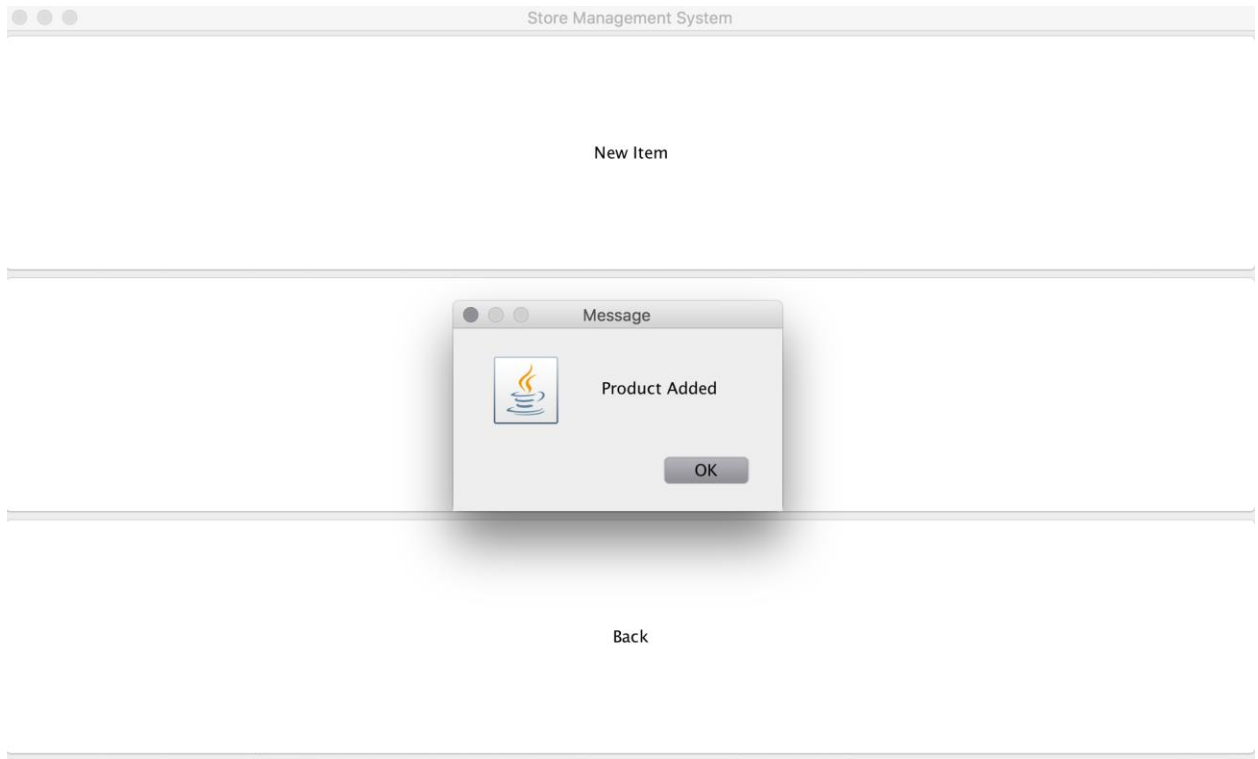 Store Management System
New Item
Message
Product Added
OK
Back